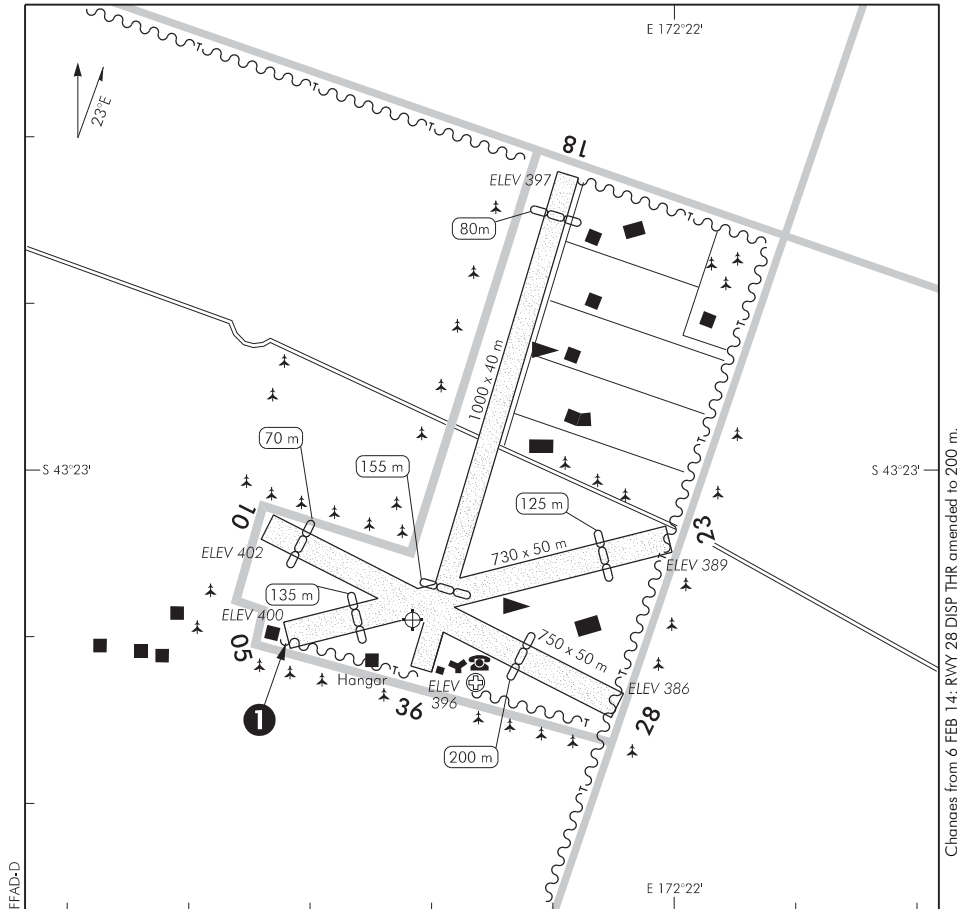 E 172°22'
18
23°E
ELEV 397
80m
1000 x 40 m
70 m
155 m
S 43°23'
S 43°23'
125 m
10
23
730 x 50 m
ELEV 402
ELEV 389
135 m
ELEV 400
750 x 50 m
05
Hangar
ELEV
396
ELEV 386
36
28
1
200 m
E 172°22'
FFAD-D
Changes from 6 FEB 14: RWY 28 DISP THR amended to 200 m.
T
T
T
T
T
T
T
T
T
T
T
T